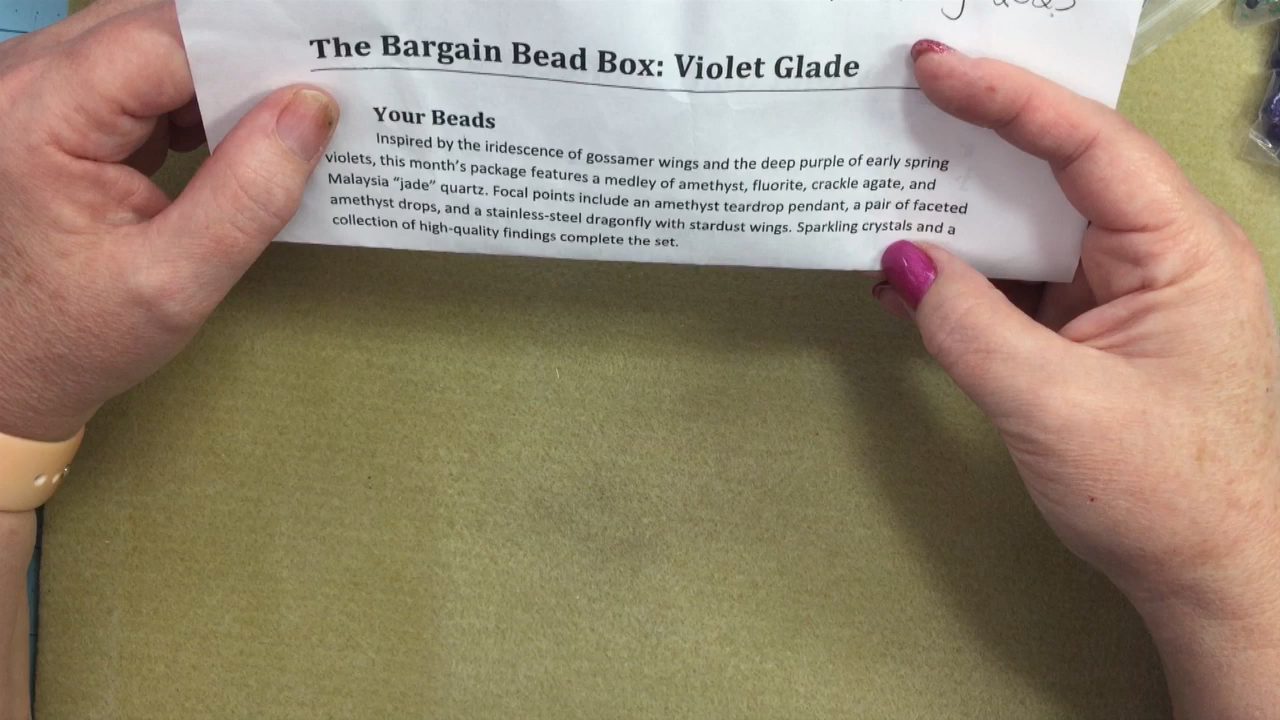 The Bargain Bead Box: Violet Glade
Your Beads
Inspired by the iridescence of gossamer wings and the deep purple of early spring
violets, this month's package features a medley of amethyst, fluorite, crackle agate, and
Malaysia "jade" quartz. Focal points include an amethyst teardrop pendant, a pair of faceted
amethyst drops, and a stainless-steel dragonfly with stardust wings. Sparkling crystals and a
collection of high-quality findings complete the set.